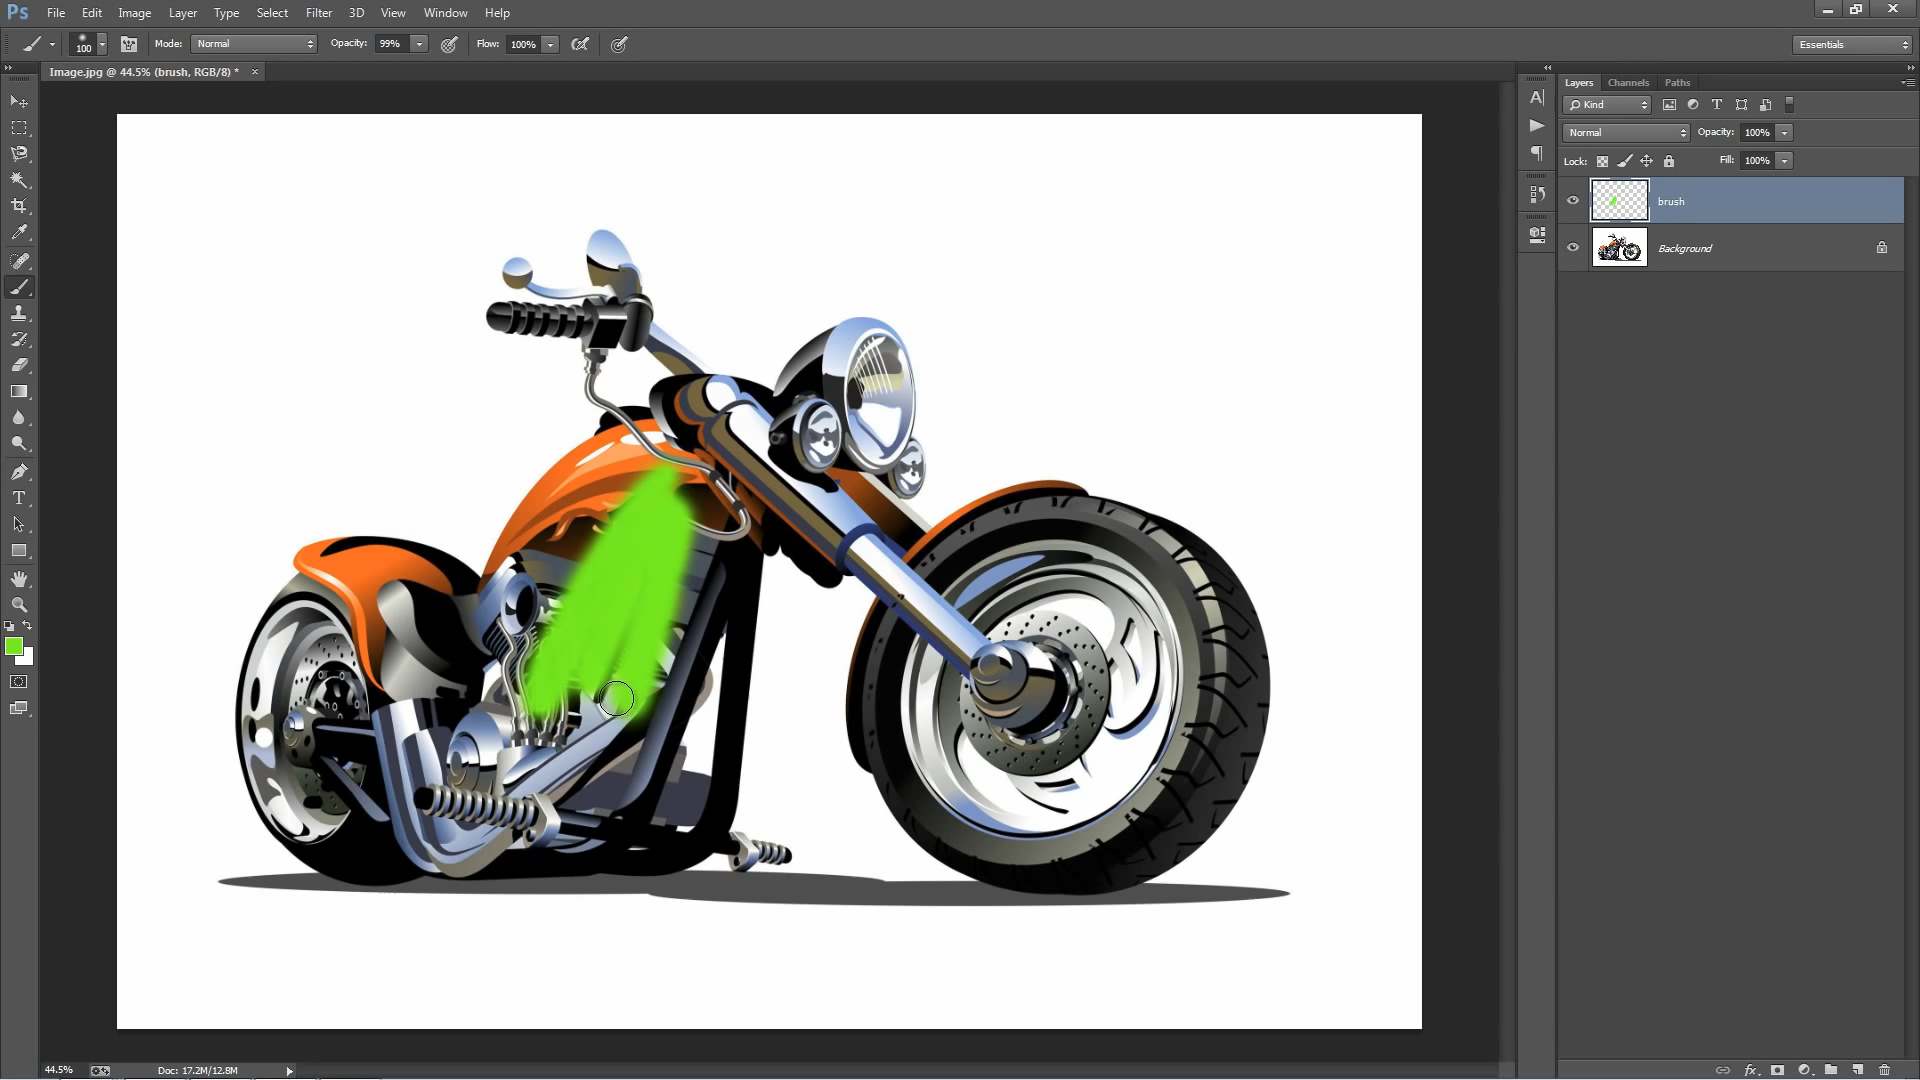 Ps File Edit Image Layer Type Select Filter 3D View Window Help
100 Mode: Normal Opacity: 99% Flow: 100% Essentials
Image.jpg @ 44.5% (brush, RGB/8) * ×
Layers Channels Paths
Kind
Normal Opacity: 100%
Lock: Fill: 100%
brush
Background
44.5% Doc: 17.2M/12.8M